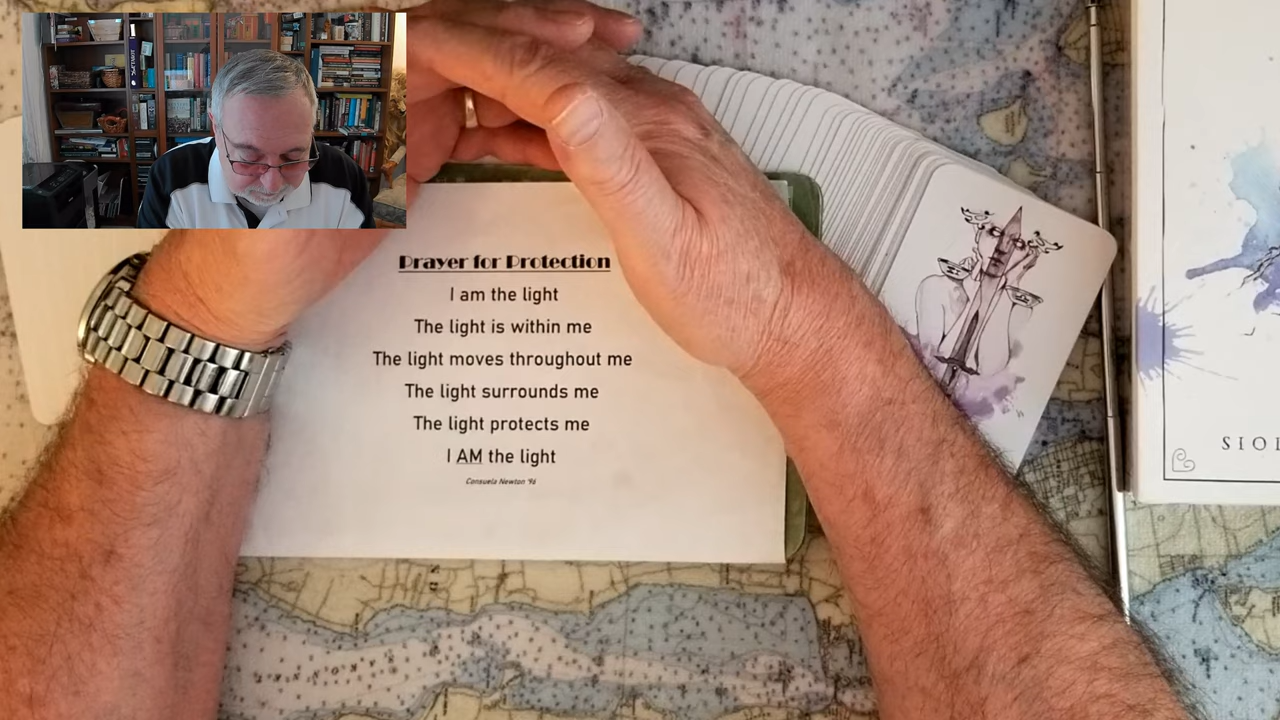 Prayer for Protection
I am the light
The light is within me
The light moves throughout me
The light surrounds me
The light protects me
I AM the light
Consuela Newton '96